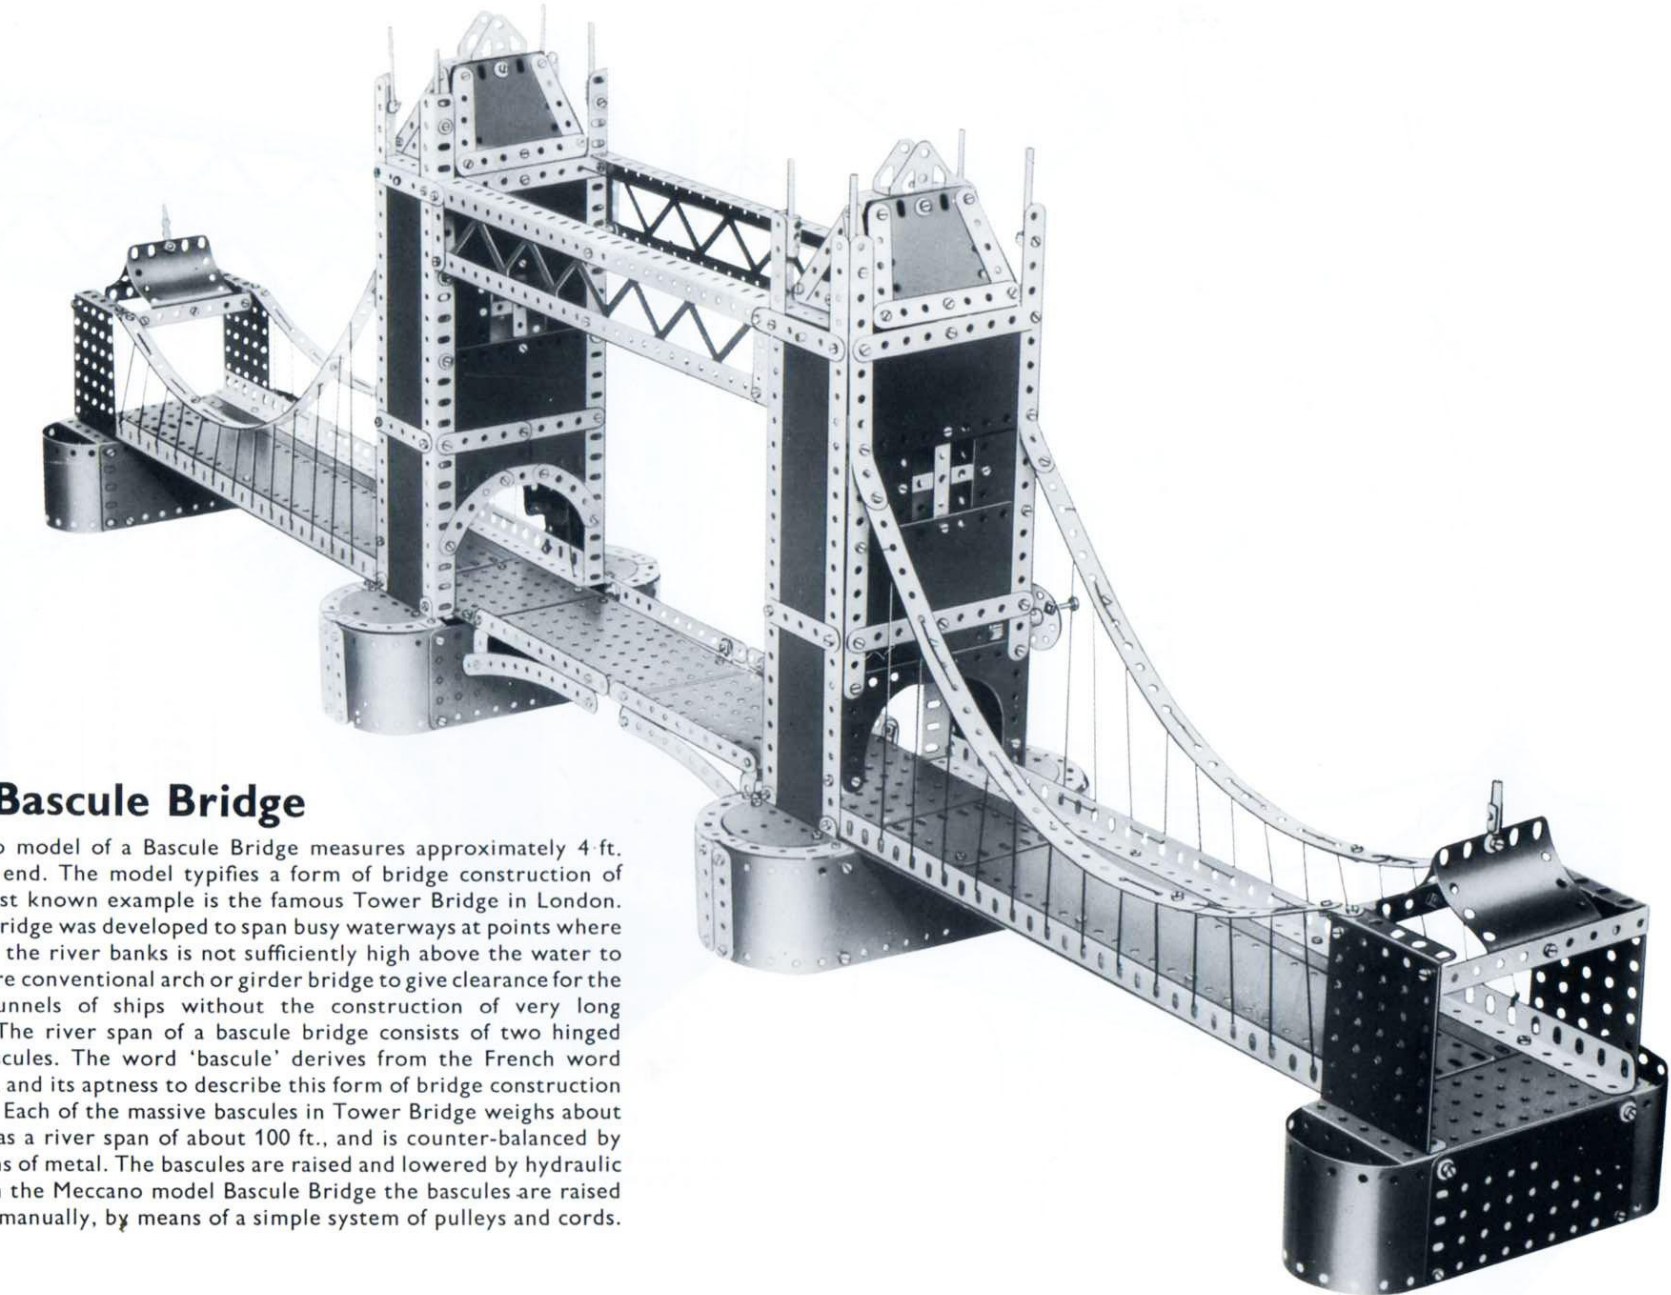 Bascule Bridge
o model of a Bascule Bridge measures approximately 4 ft.
end. The model typifies a form of bridge construction of
st known example is the famous Tower Bridge in London.
ridge was developed to span busy waterways at points where
the river banks is not sufficiently high above the water to
re conventional arch or girder bridge to give clearance for the
unnels of ships without the construction of very long
The river span of a bascule bridge consists of two hinged
cules. The word ‘bascule’ derives from the French word
and its aptness to describe this form of bridge construction
Each of the massive bascules in Tower Bridge weighs about
as a river span of about 100 ft., and is counter-balanced by
s of metal. The bascules are raised and lowered by hydraulic
the Meccano model Bascule Bridge the bascules are raised
manually, by means of a simple system of pulleys and cords.